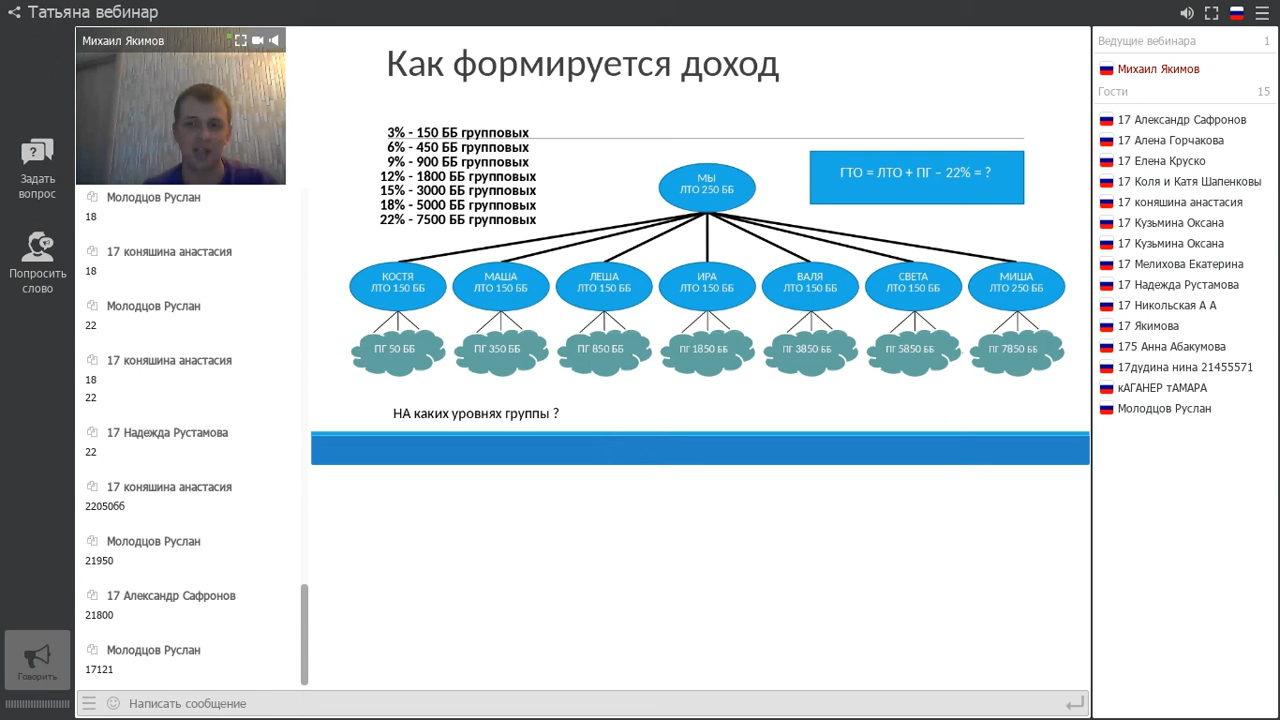 Татьяна вебинар
Михаил Якимов
Задать
вопрос
Попросить
слово
Говорить
Молодцов Руслан
18
17 коняшина анастасия
18
Молодцов Руслан
22
17 коняшина анастасия
18
22
17 Надежда Рустамова
22
17 коняшина анастасия
22050бб
Молодцов Руслан
21950
17 Александр Сафронов
21800
Молодцов Руслан
17121
Написать сообщение
Как формируется доход
3% - 150 ББ групповых
6% - 450 ББ групповых
9% - 900 ББ групповых
12% - 1800 ББ групповых
15% - 3000 ББ групповых
18% - 5000 ББ групповых
22% - 7500 ББ групповых
МЫ
ЛТО 250 ББ
ГТО = ЛТО + ПГ – 22% = ?
КОСТЯ
ЛТО 150 ББ
МАША
ЛТО 150 ББ
ЛЕША
ЛТО 150 ББ
ИРА
ЛТО 150 ББ
ВАЛЯ
ЛТО 150 ББ
СВЕТА
ЛТО 150 ББ
МИША
ЛТО 250 ББ
ПГ 50 ББ
ПГ 350 ББ
ПГ 850 ББ
ПГ 1850 ББ
ПГ 3850 ББ
ПГ 5850 ББ
ПГ 7850 ББ
НА каких уровнях группы ?
Ведущие вебинара 1
Михаил Якимов
Гости 15
17 Александр Сафронов
17 Алена Горчакова
17 Елена Круско
17 Коля и Катя Шапенковы
17 коняшина анастасия
17 Кузьмина Оксана
17 Кузьмина Оксана
17 Мелихова Екатерина
17 Надежда Рустамова
17 Никольская А А
17 Якимова
175 Анна Абакумова
17дудина нина 21455571
кАГАНЕР тАМАРА
Молодцов Руслан